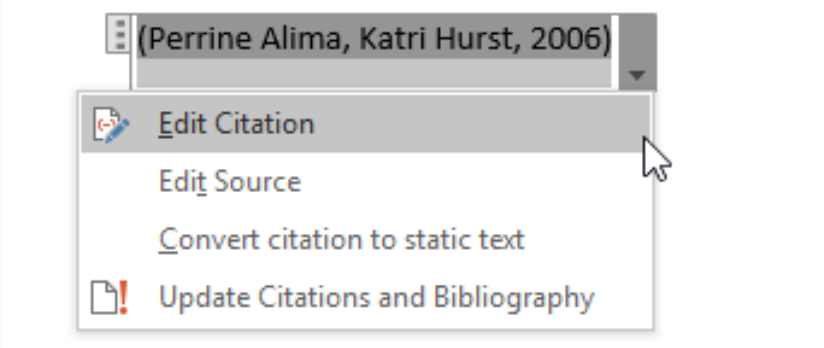 (Perrine Alima, Katri Hurst, 2006)
Edit Citation
Edit Source
Convert citation to static text
Update Citations and Bibliography